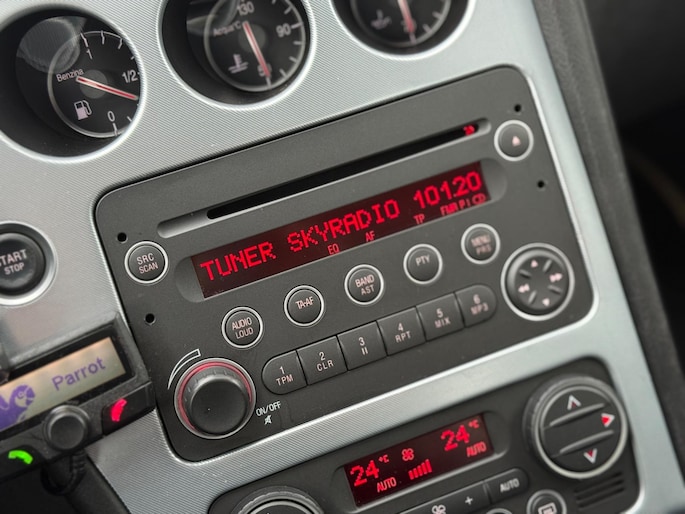 130
Acqua°C
90
Benzina
1/2
0
START
STOP
SRC
SCAN
TUNER SKYRADIO 101.20
EQ AF TP
AUDIO
LOUD
TA-AF
BAND
AST
PTY
MENU
PRS
1
TPM
2
CLR
3
4
RPT
5
MIX
6
MP3
ON/OFF
Parrot
24°C
AUTO
24°C
AUTO
AUTO